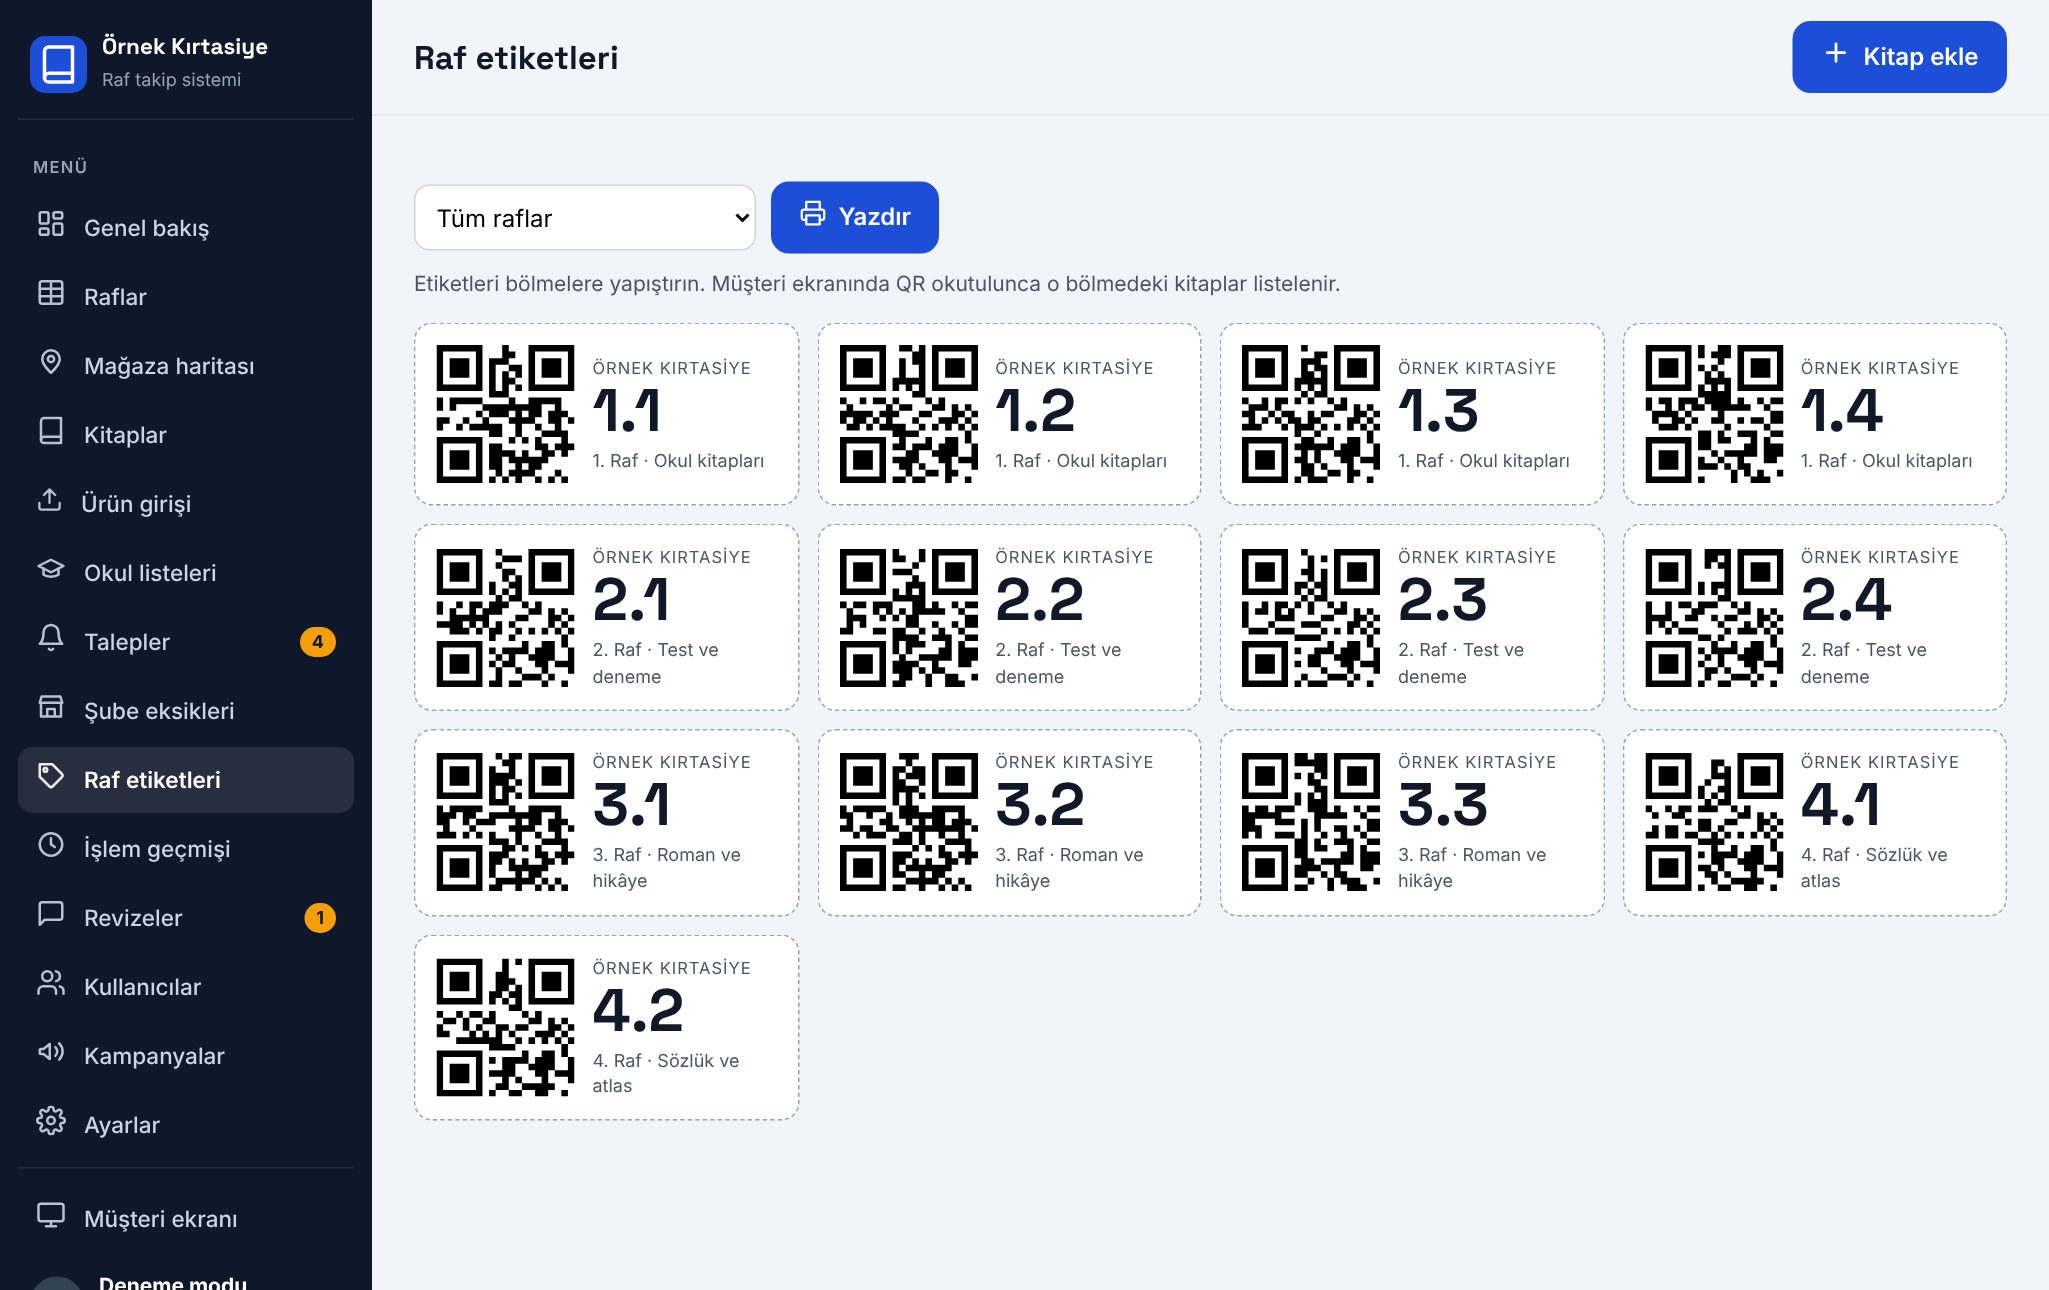 Örnek Kırtasiye
Raf takip sistemi
MENÜ
Genel bakış
Raflar
Mağaza haritası
Kitaplar
Ürün girişi
Okul listeleri
Talepler 4
Şube eksikleri
Raf etiketleri
İşlem geçmişi
Revizeler 1
Kullanıcılar
Kampanyalar
Ayarlar
Müşteri ekranı
Deneme modu
Raf etiketleri
Kitap ekle
Tüm raflar
Yazdır
Etiketleri bölmelere yapıştırın. Müşteri ekranında QR okutulunca o bölmedeki kitaplar listelenir.
ÖRNEK KIRTASİYE
1.1
1. Raf · Okul kitapları
ÖRNEK KIRTASİYE
1.2
1. Raf · Okul kitapları
ÖRNEK KIRTASİYE
1.3
1. Raf · Okul kitapları
ÖRNEK KIRTASİYE
1.4
1. Raf · Okul kitapları
ÖRNEK KIRTASİYE
2.1
2. Raf · Test ve
deneme
ÖRNEK KIRTASİYE
2.2
2. Raf · Test ve
deneme
ÖRNEK KIRTASİYE
2.3
2. Raf · Test ve
deneme
ÖRNEK KIRTASİYE
2.4
2. Raf · Test ve
deneme
ÖRNEK KIRTASİYE
3.1
3. Raf · Roman ve
hikâye
ÖRNEK KIRTASİYE
3.2
3. Raf · Roman ve
hikâye
ÖRNEK KIRTASİYE
3.3
3. Raf · Roman ve
hikâye
ÖRNEK KIRTASİYE
4.1
4. Raf · Sözlük ve
atlas
ÖRNEK KIRTASİYE
4.2
4. Raf · Sözlük ve
atlas